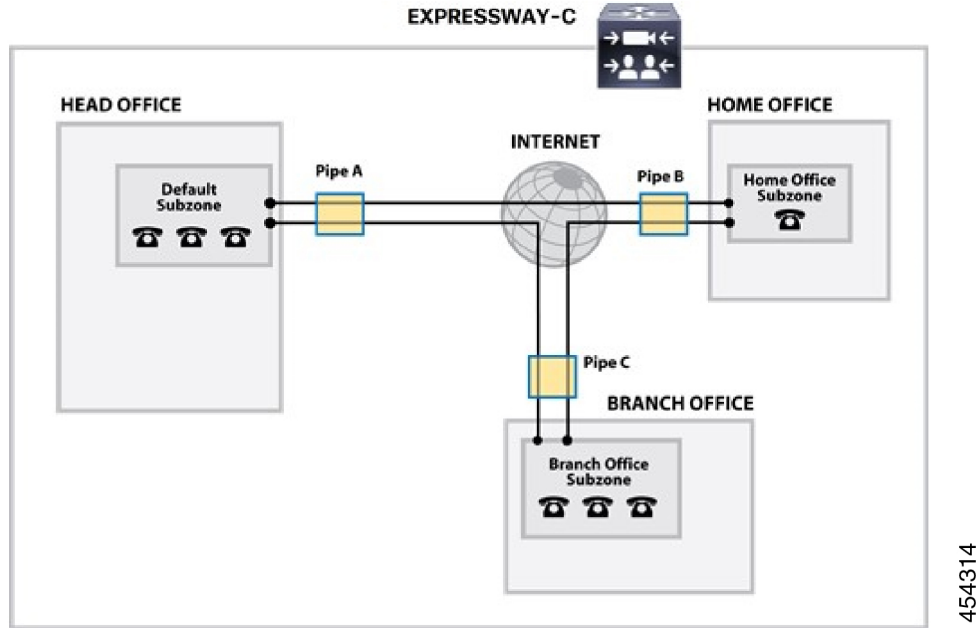 EXPRESSWAY-C
HEAD OFFICE
HOME OFFICE
INTERNET
Pipe A
Pipe B
Default
Subzone
Home Office
Subzone
Pipe C
BRANCH OFFICE
Branch Office
Subzone
454314